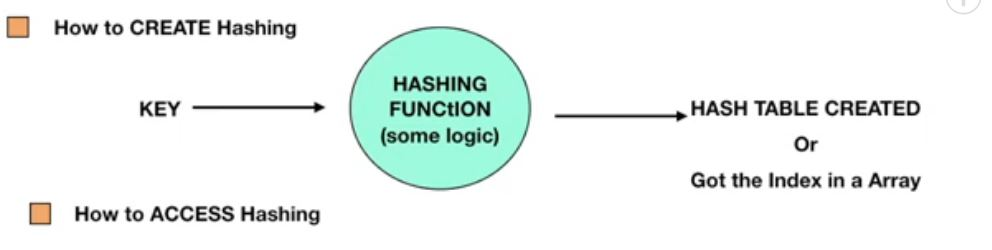 How to CREATE Hashing
KEY
HASHING
FUNCtION
(some logic)
HASH TABLE CREATED
Or
Got the Index in a Array
How to ACCESS Hashing